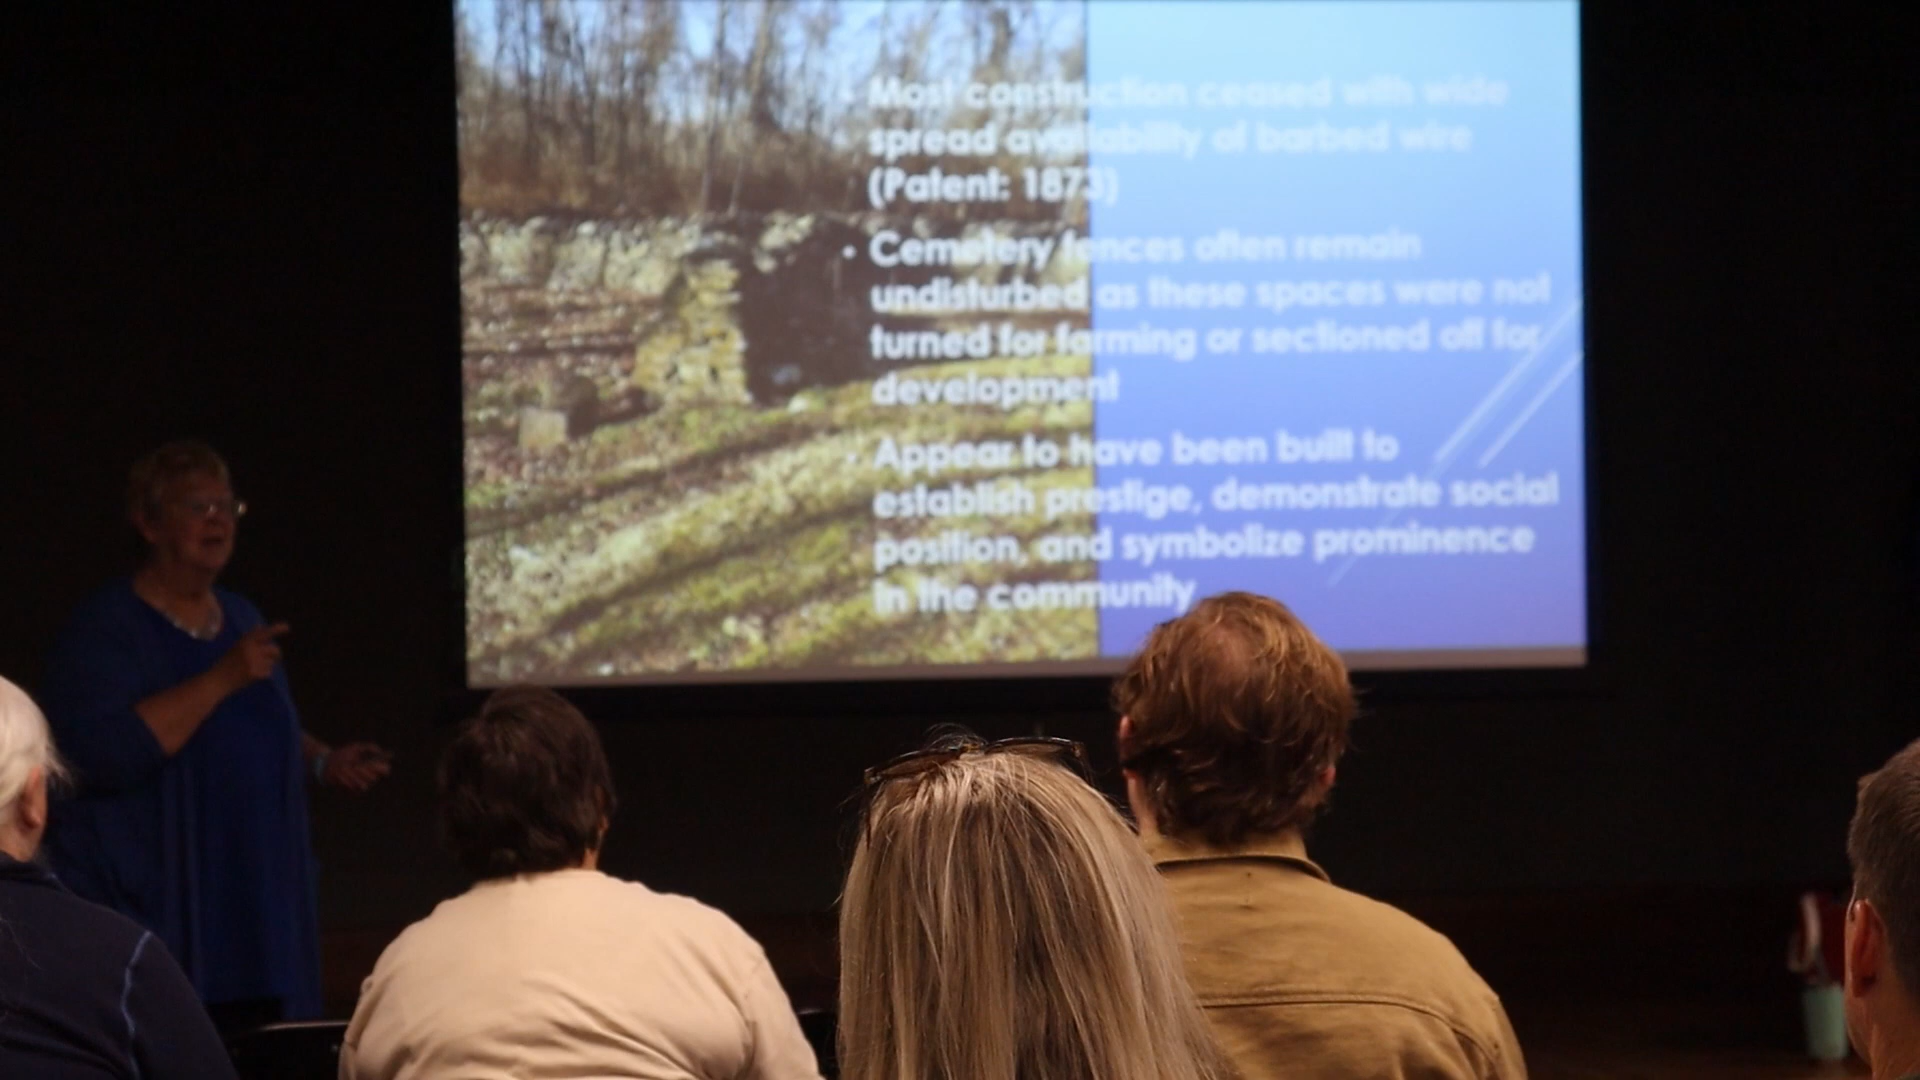 • Most construction ceased with wide
spread availability of barbed wire
(Patent: 1873)
• Cemetery fences often remain
undisturbed as these spaces were not
turned for farming or sectioned off for
development
• Appear to have been built to
establish prestige, demonstrate social
position, and symbolize prominence
in the community